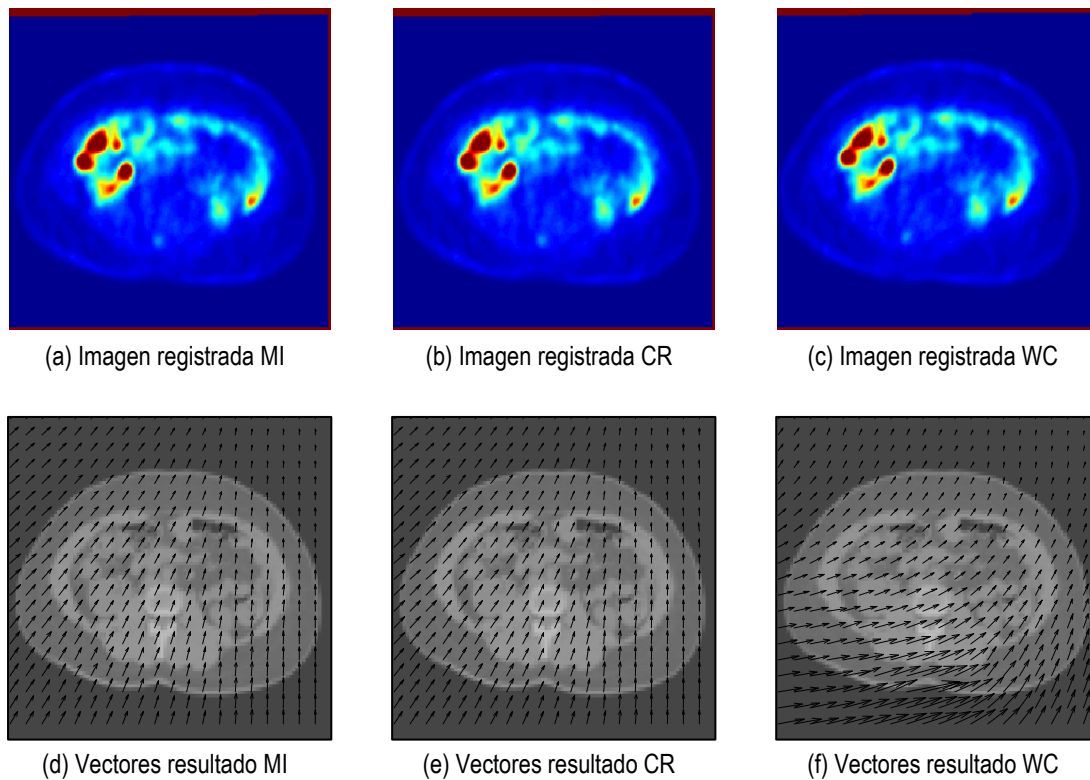 (a) Imagen registrada MI
(b) Imagen registrada CR
(c) Imagen registrada WC
(d) Vectores resultado MI
(e) Vectores resultado CR
(f) Vectores resultado WC